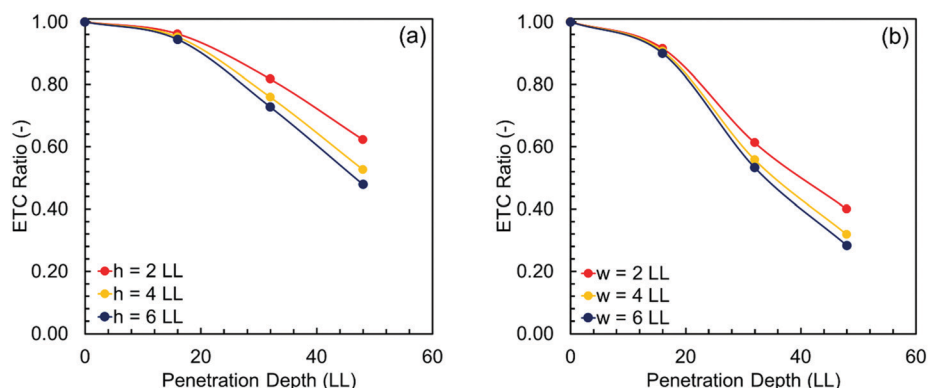 (a)
ETC Ratio (-)
1.00
0.80
0.60
0.40
0.20
0.00
h = 2 LL
h = 4 LL
h = 6 LL
0 20 40 60
Penetration Depth (LL)
(b)
ETC Ratio (-)
1.00
0.80
0.60
0.40
0.20
0.00
w = 2 LL
w = 4 LL
w = 6 LL
0 20 40 60
Penetration Depth (LL)